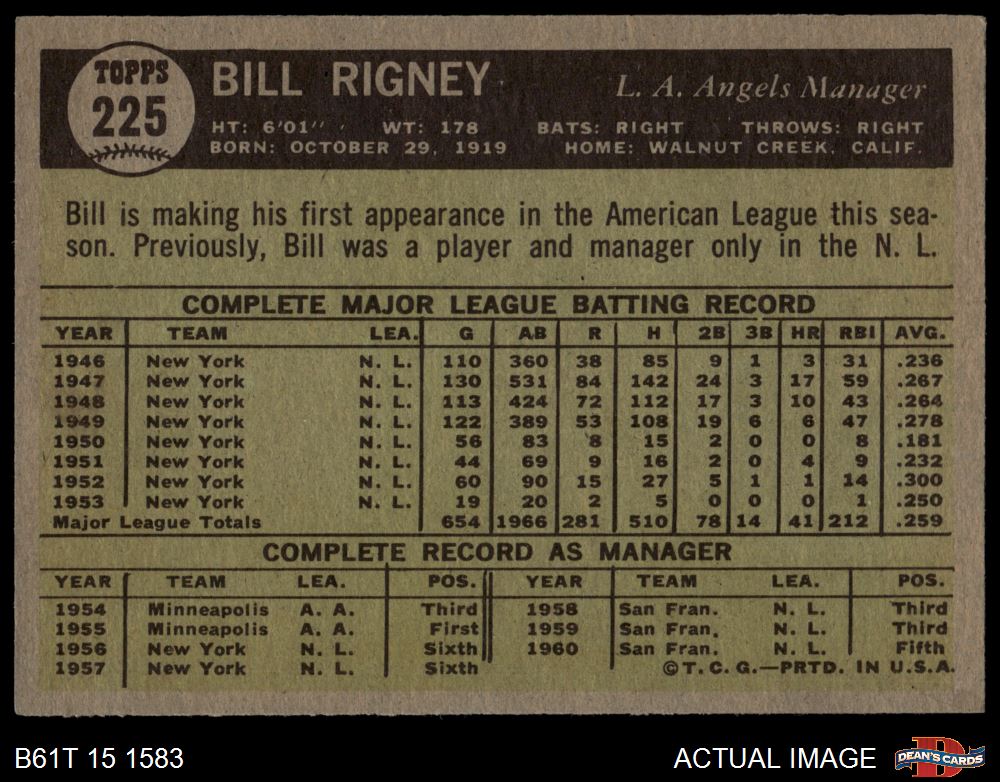 TOPPS
225
BILL RIGNEY L. A. Angels Manager
HT: 6'01" WT: 178 BATS: RIGHT THROWS: RIGHT
BORN: OCTOBER 29, 1919 HOME: WALNUT CREEK, CALIF.
Bill is making his first appearance in the American League this sea-
son. Previously, Bill was a player and manager only in the N. L.
COMPLETE MAJOR LEAGUE BATTING RECORD
YEAR TEAM LEA. G AB R H 2B 3B HR RBI AVG.
1946 New York N. L. 110 360 38 85 9 1 3 31 .236
1947 New York N. L. 130 531 84 142 24 3 17 59 .267
1948 New York N. L. 113 424 72 112 17 3 10 43 .264
1949 New York N. L. 122 389 53 108 19 6 6 47 .278
1950 New York N. L. 56 83 8 15 2 0 0 8 .181
1951 New York N. L. 44 69 9 16 2 0 4 9 .232
1952 New York N. L. 60 90 15 27 5 1 1 14 .300
1953 New York N. L. 19 20 2 5 0 0 0 1 .250
Major League Totals 654 1966 281 510 78 14 41 212 .259
COMPLETE RECORD AS MANAGER
YEAR TEAM LEA. POS. YEAR TEAM LEA. POS.
1954 Minneapolis A. A. Third 1958 San Fran. N. L. Third
1955 Minneapolis A. A. First 1959 San Fran. N. L. Third
1956 New York N. L. Sixth 1960 San Fran. N. L. Fifth
1957 New York N. L. Sixth ©T. C. G.—PRTD. IN U.S.A.
B61T 15 1583 ACTUAL IMAGE D DEAN'S CARDS